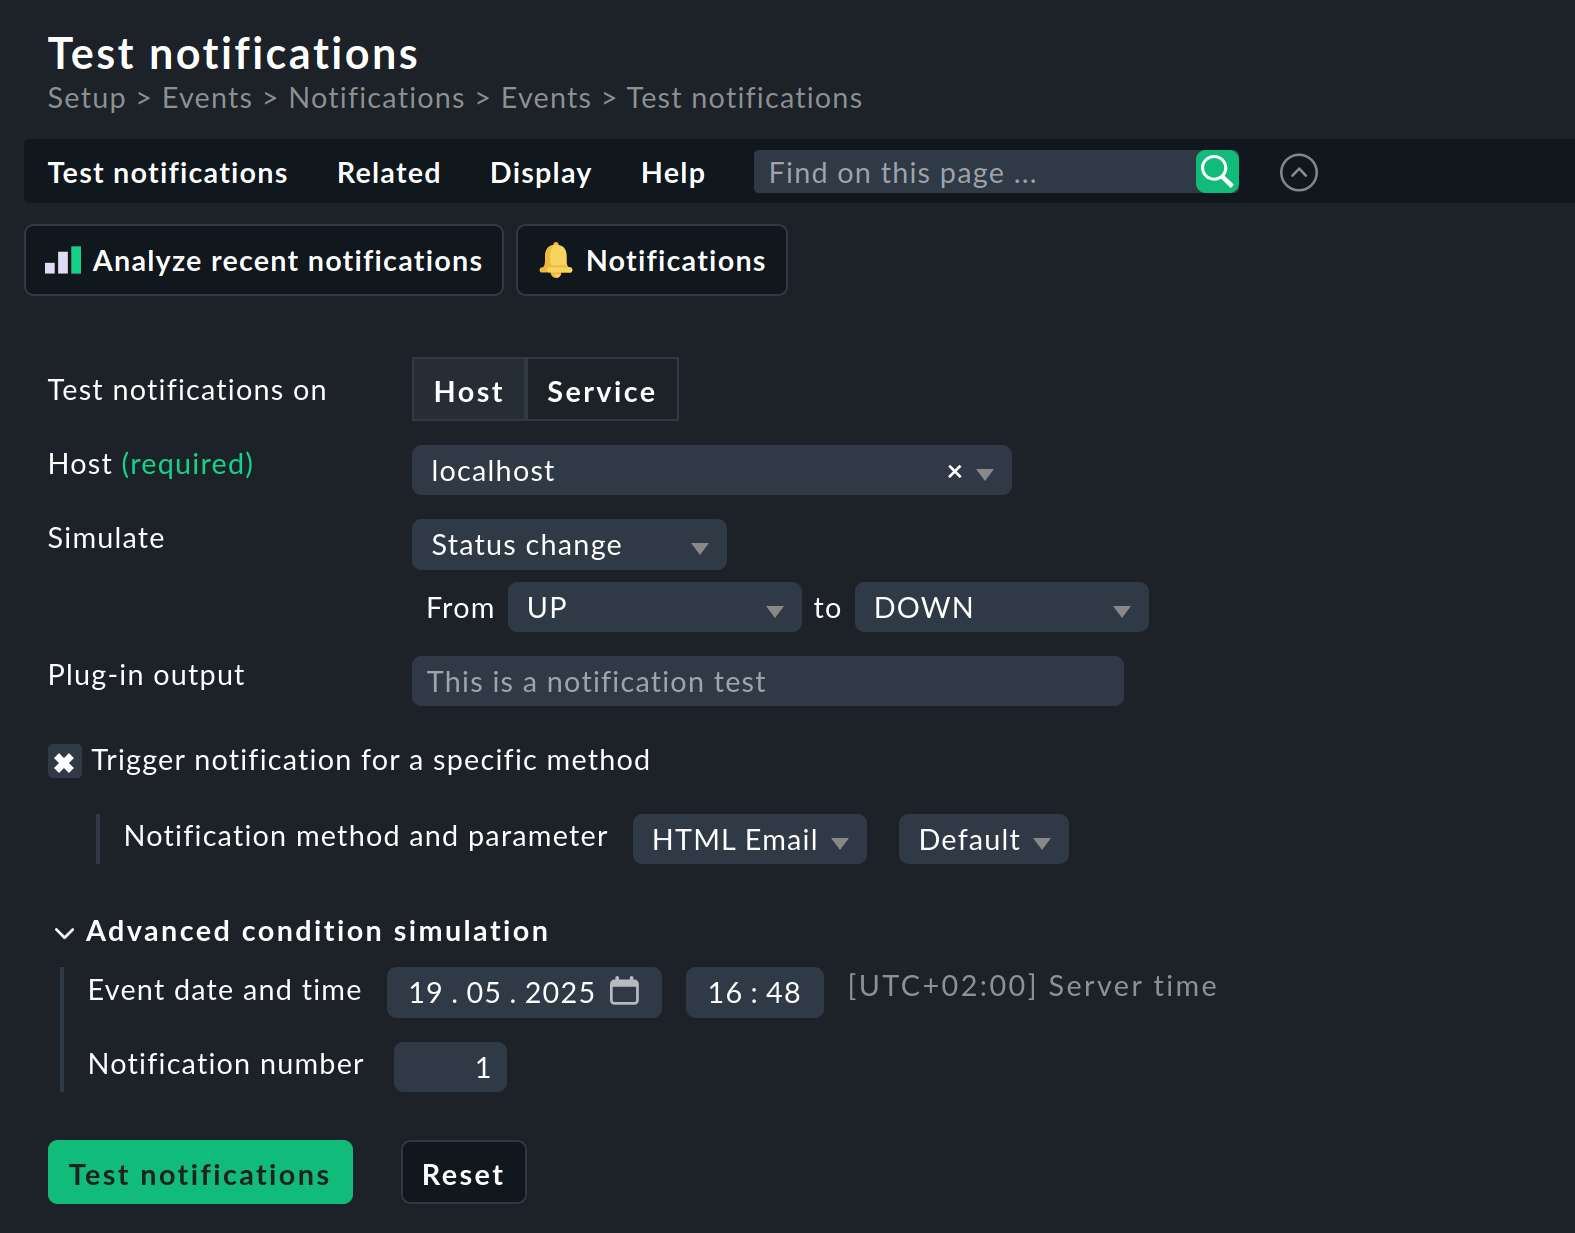 Test notifications
Setup > Events > Notifications > Events > Test notifications
Test notifications Related Display Help Find on this page ...
Analyze recent notifications Notifications
Test notifications on Host Service
Host (required) localhost
Simulate Status change
From UP to DOWN
Plug-in output This is a notification test
Trigger notification for a specific method
Notification method and parameter HTML Email Default
Advanced condition simulation
Event date and time 19.05.2025 16:48 [UTC+02:00] Server time
Notification number 1
Test notifications Reset